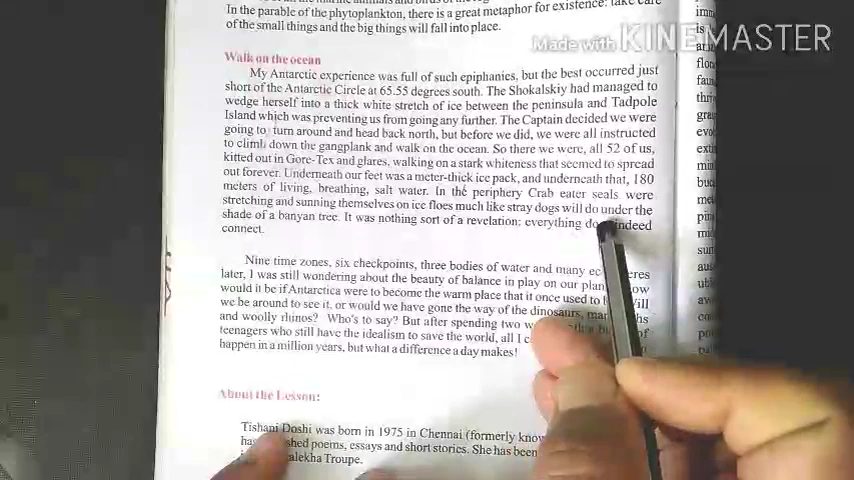 In the parable of the phytoplankton, there is a great metaphor for existence: take care
of the small things and the big things will fall into place.
Made with KINEMASTER
Walk on the ocean
My Antarctic experience was full of such epiphanies, but the best occurred just
short of the Antarctic Circle at 65.55 degrees south. The Shokalskiy had managed to
wedge herself into a thick white stretch of ice between the peninsula and Tadpole
Island which was preventing us from going any further. The Captain decided we were
going to turn around and head back north, but before we did, we were all instructed
to climb down the gangplank and walk on the ocean. So there we were, all 52 of us,
kitted out in Gore-Tex and glares, walking on a stark whiteness that seemed to spread
out forever. Underneath our feet was a meter-thick ice pack, and underneath that, 180
meters of living, breathing, salt water. In the periphery Crab eater seals were
stretching and sunning themselves on ice floes much like stray dogs will do under the
shade of a banyan tree. It was nothing sort of a revelation: everything do indeed
connect.
Nine time zones, six checkpoints, three bodies of water and many
later, I was still wondering about the beauty of balance in play on our
would it be if Antarctica were to become the warm place that it once used to
we be around to see it, or would we have gone the way of the dinosaurs,
and woolly rhinos? Who's to say? But after spending two of
teenagers who still have the idealism to save the world, all I
happen in a million years, but what a difference a day makes!
About the Lesson:
Tishani Doshi was born in 1975 in Chennai (formerly
poems, essays and short stories. She has been
Troupe.